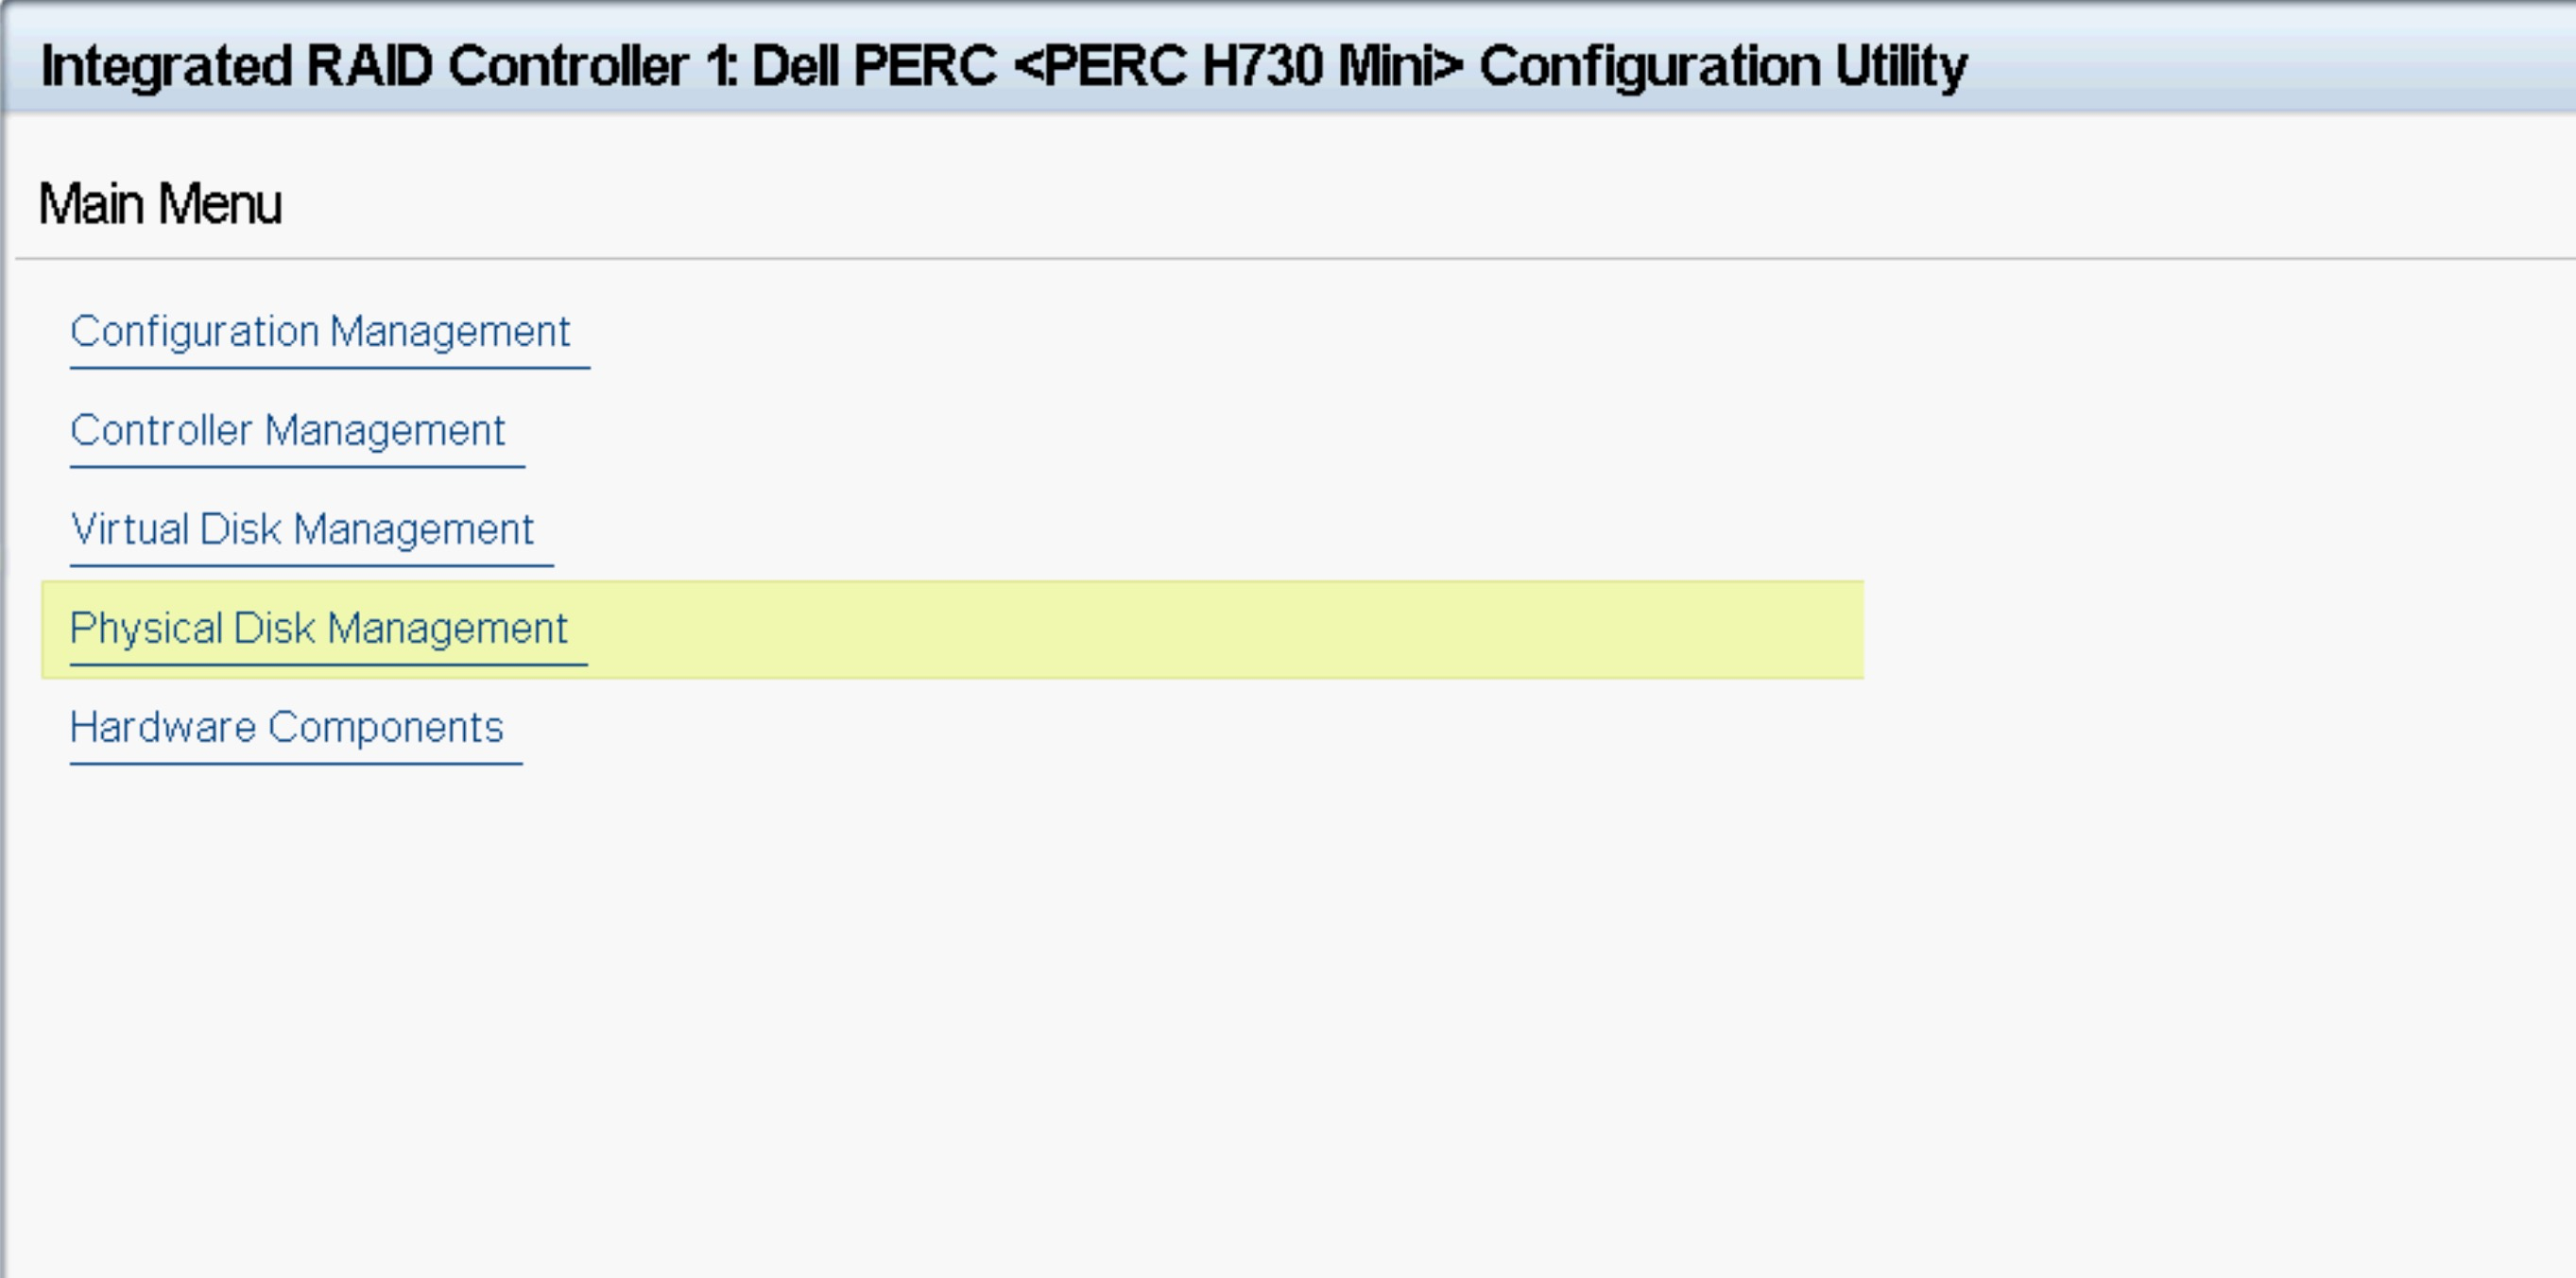 Integrated RAID Controller 1: Dell PERC <PERC H730 Mini> Configuration Utility
Main Menu
Configuration Management
Controller Management
Virtual Disk Management
Physical Disk Management
Hardware Components